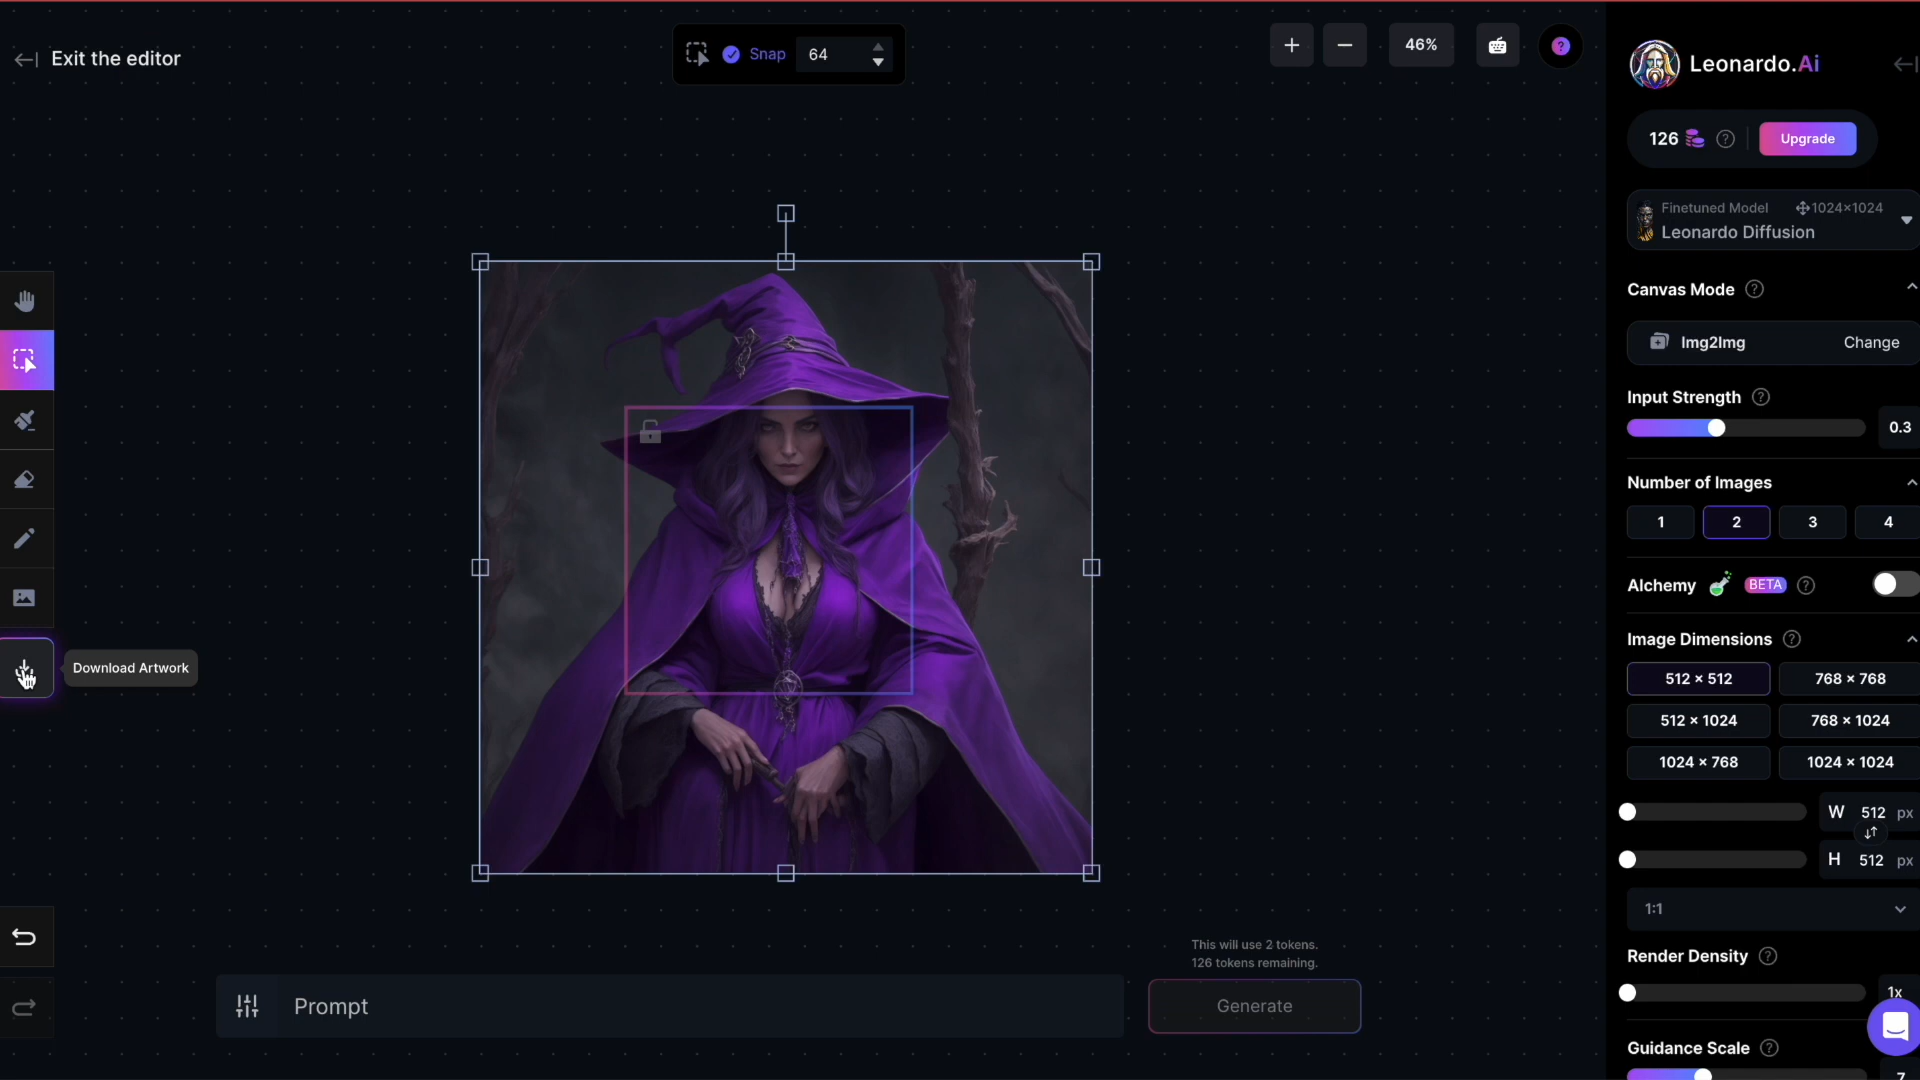 Exit the editor
Snap
64
46%
?
Leonardo.Ai
126
?
Upgrade
Finetuned Model
1024×1024
Leonardo Diffusion
Canvas Mode ?
Img2Img
Change
Input Strength ?
0.3
Number of Images
1
2
3
4
Alchemy
BETA
?
Image Dimensions ?
512 × 512
768 × 768
512 × 1024
768 × 1024
1024 × 768
1024 × 1024
W 512 px
H 512 px
1:1
Render Density ?
1x
Guidance Scale ?
7
Download Artwork
This will use 2 tokens.
126 tokens remaining.
Prompt
Generate